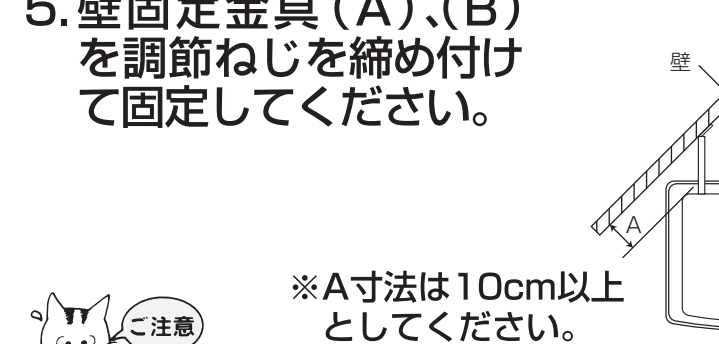 5.壁固定金具(A)、(B)
を調節ねじを締め付け
て固定してください。
壁
A
※A寸法は10cm以上
としてください。
ご注意